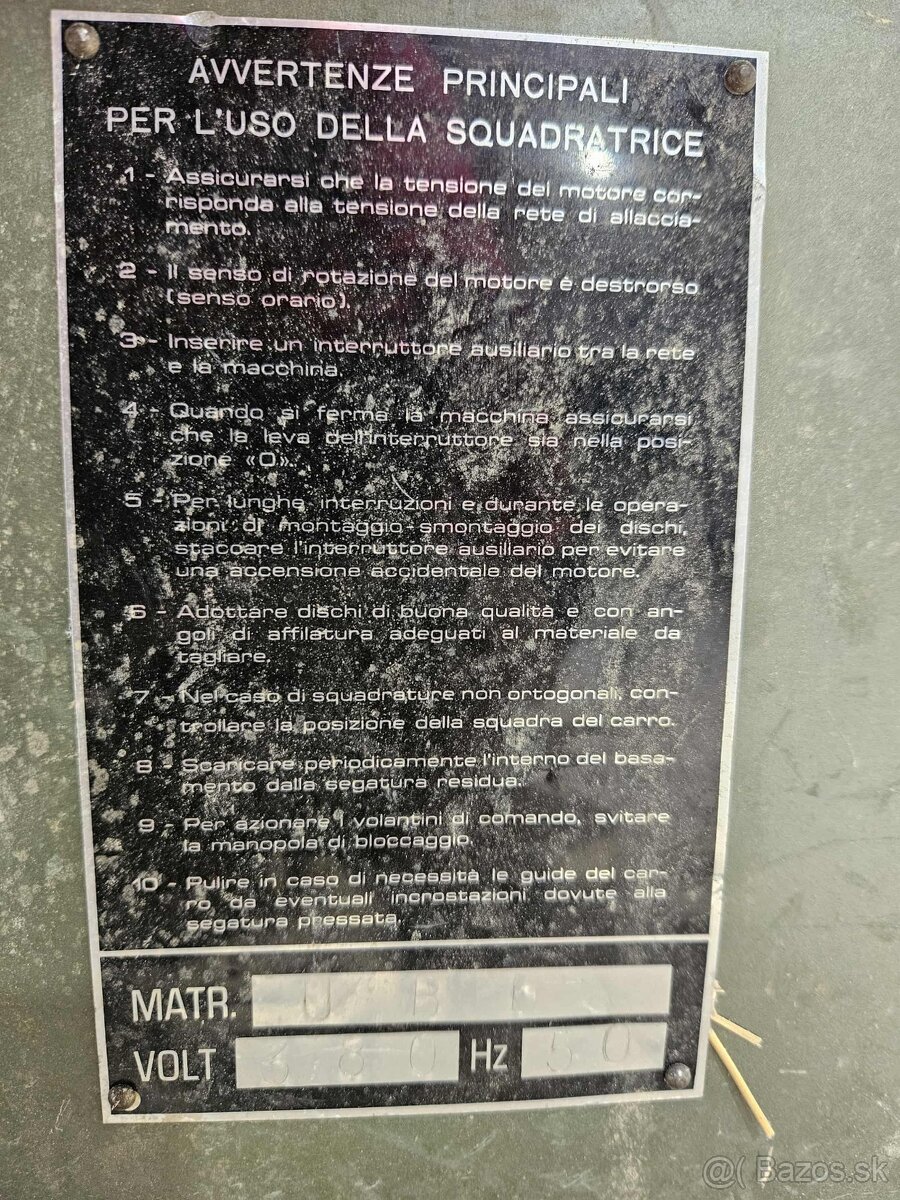 AVVERTENZE PRINCIPALI
PER L'USO DELLA SQUADRATRICE
1 - Assicurarsi che la tensione del motore cor-
risponda alla tensione della rete di allaccia-
mento.
2 - Il senso di rotazione del motore è destrorso
(senso orario).
3 - Inserire un interruttore ausiliario tra la rete
e la macchina.
4 - Quando si ferma la macchina assicurarsi
che la leva dell'interruttore sia nella posi-
zione «O».
5 - Per lunghe interruzioni e durante le opera-
zioni di montaggio-smontaggio dei dischi,
staccare l'interruttore ausiliario per evitare
una accensione accidentale del motore.
6 - Adottare dischi di buona qualità e con an-
goli di affilatura adeguati al materiale da
tagliare.
7 - Nel caso di squadrature non ortogonali, con-
trollare la posizione della squadra del carro.
8 - Scaricare periodicamente l'interno del basa-
mento dalla segatura residua.
9 - Per azionare i volantini di comando, svitare
la manopola di bloccaggio.
10 - Pulire in caso di necessità le guide del car-
ro da eventuali incrostazioni dovute alla
segatura pressata.
MATR.
VOLT 380 Hz 50
@( Bazos.sk